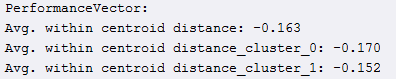 PerformanceVector:
Avg. within centroid distance: -0.163
Avg. within centroid distance_cluster_0: -0.170
Avg. within centroid distance_cluster_1: -0.152